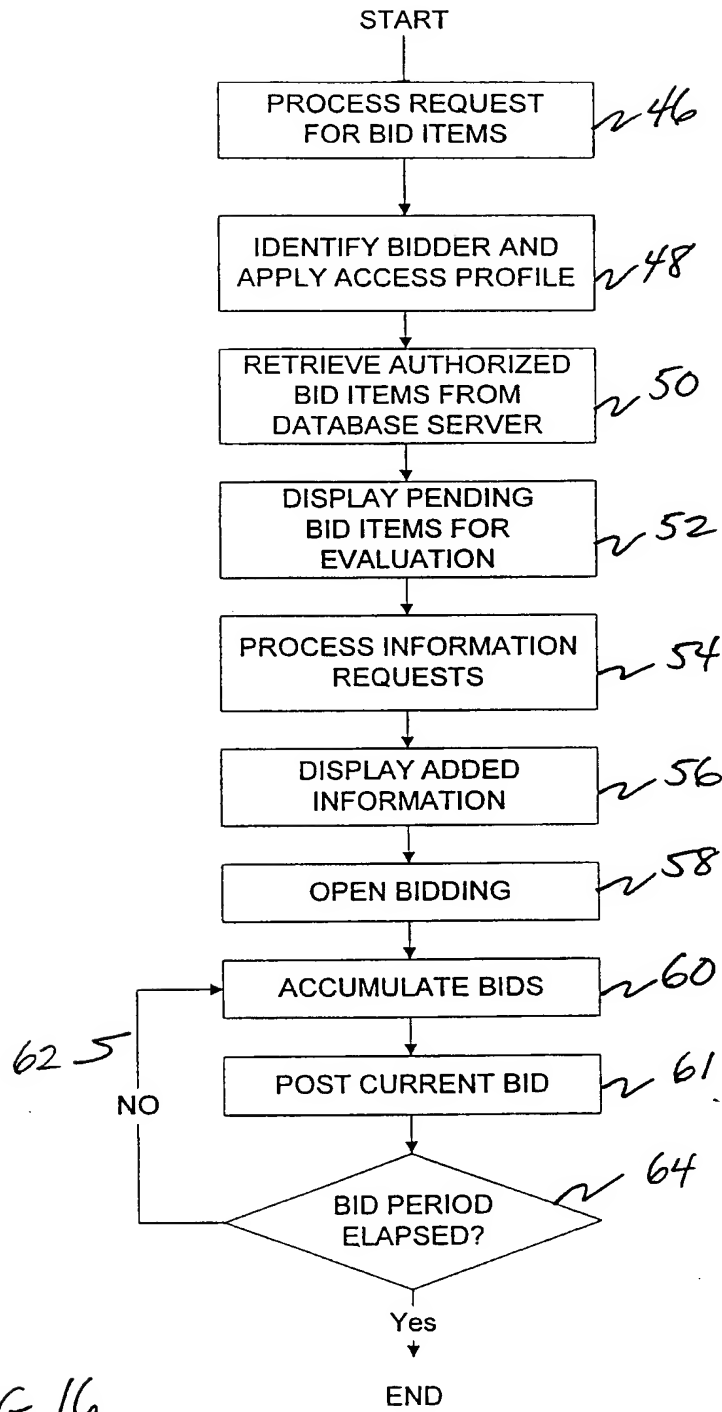 START
PROCESS REQUEST
FOR BID ITEMS
46
IDENTIFY BIDDER AND
APPLY ACCESS PROFILE
48
RETRIEVE AUTHORIZED
BID ITEMS FROM
DATABASE SERVER
50
DISPLAY PENDING
BID ITEMS FOR
EVALUATION
52
PROCESS INFORMATION
REQUESTS
54
DISPLAY ADDED
INFORMATION
56
OPEN BIDDING
58
ACCUMULATE BIDS
60
62
POST CURRENT BID
61
NO
BID PERIOD
ELAPSED?
64
Yes
END
16